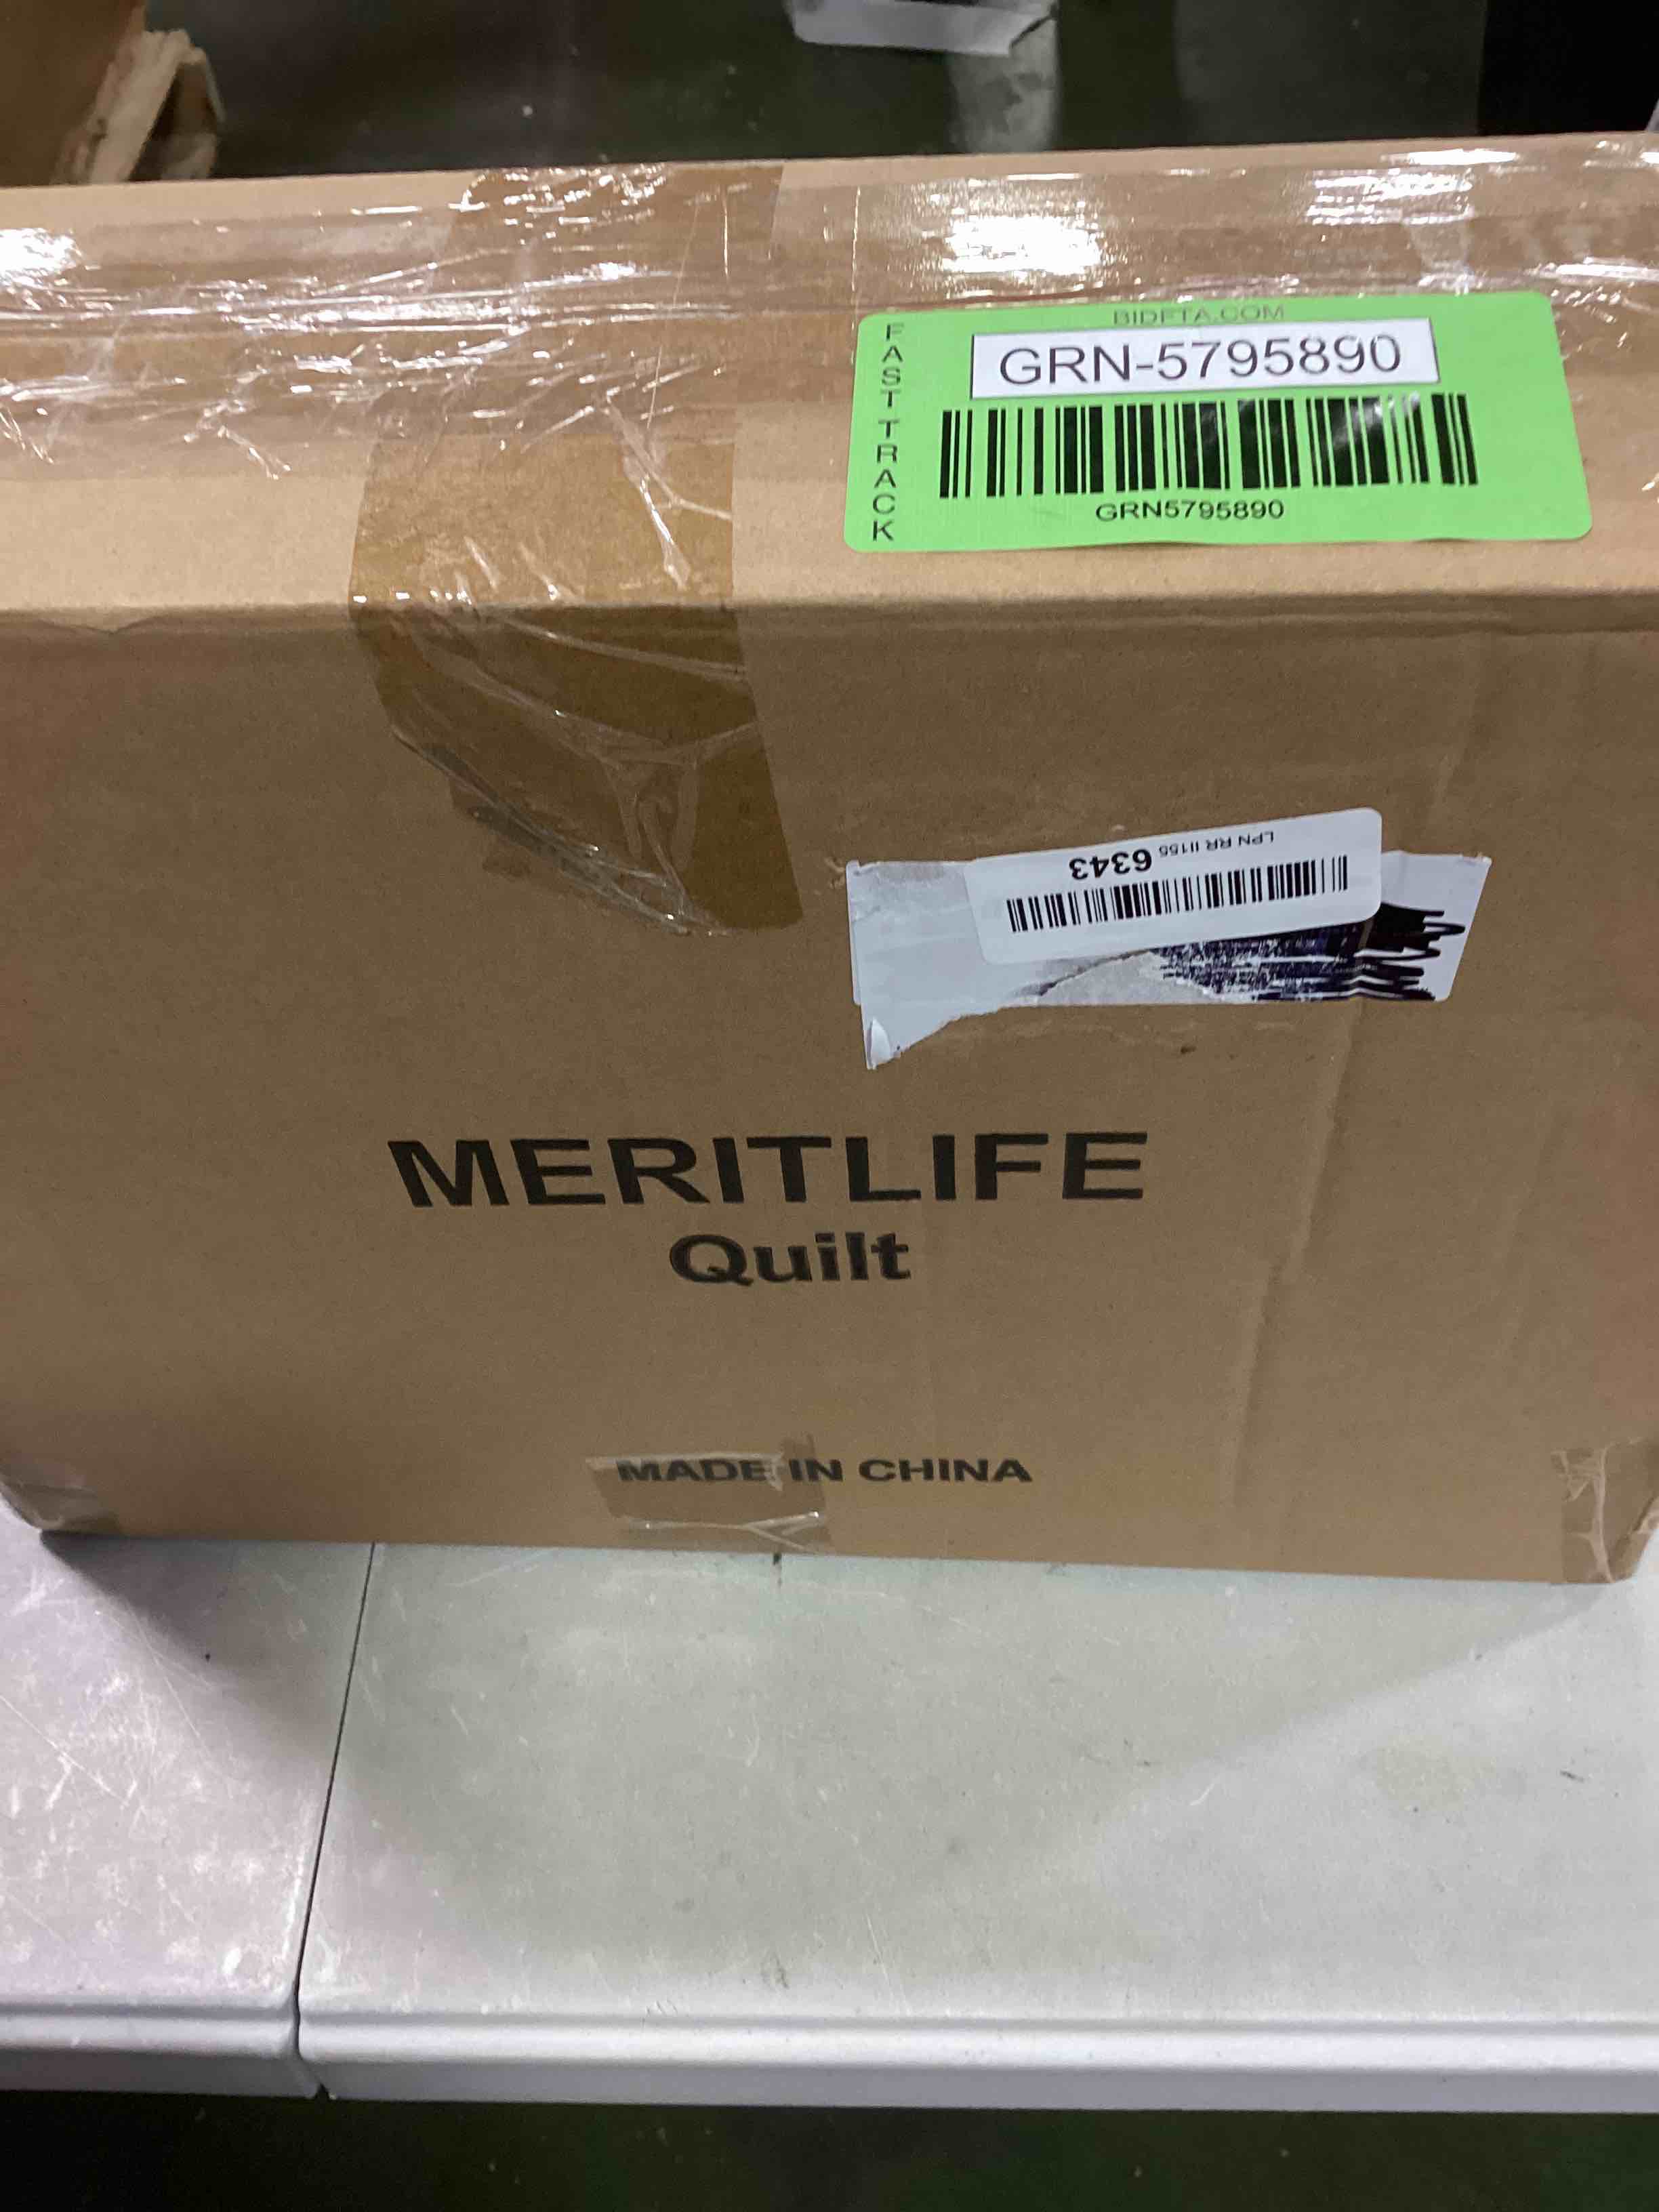 BIDFTA.COM
FAST TRACK
GRN-5795890
GRN5795890
LPN RR II155 6343
MERITLIFE
Quilt
MADE IN CHINA